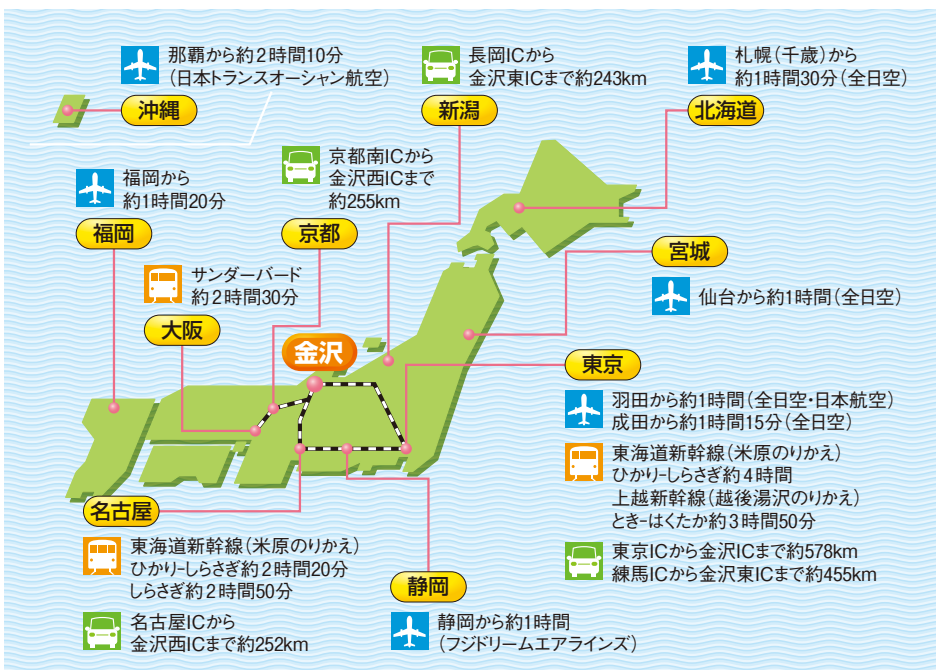 那覇から約2時間10分
(日本トランスオーシャン航空)
沖縄
長岡ICから
金沢東ICまで約243km
新潟
札幌(千歳)から
約1時間30分(全日空)
北海道
福岡から
約1時間20分
福岡
京都南ICから
金沢西ICまで
約255km
京都
宮城
仙台から約1時間(全日空)
サンダーバード
約2時間30分
大阪
金沢
東京
羽田から約1時間(全日空・日本航空)
成田から約1時間15分(全日空)
東海道新幹線(米原のりかえ)
ひかり-しらさぎ約4時間
上越新幹線(越後湯沢のりかえ)
とき-はくたか約3時間50分
東京ICから金沢ICまで約578km
練馬ICから金沢東ICまで約455km
名古屋
東海道新幹線(米原のりかえ)
ひかり-しらさぎ約2時間20分
しらさぎ約2時間50分
名古屋ICから
金沢西ICまで約252km
静岡
静岡から約1時間
(フジドリームエアラインズ)